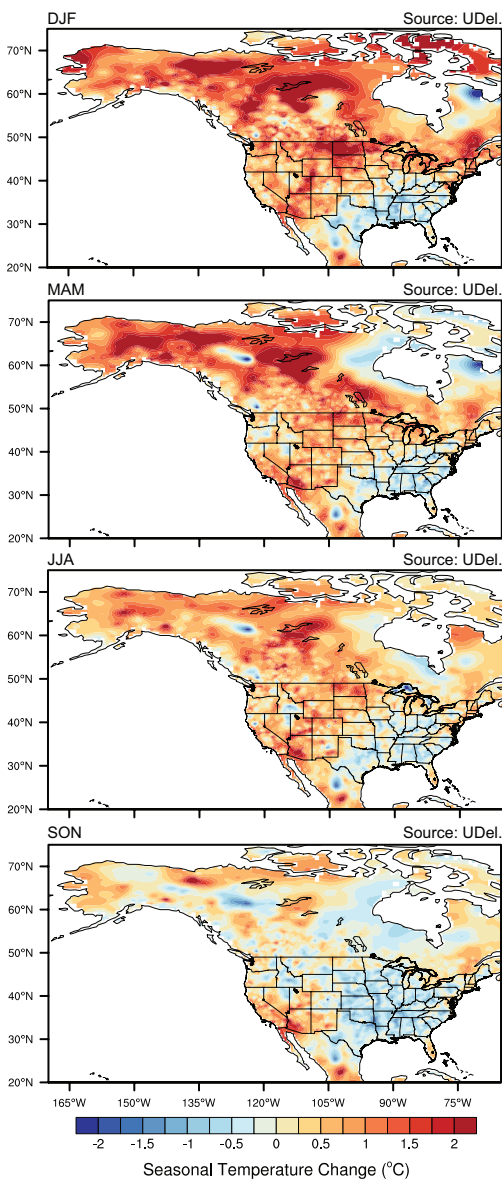 DJF Source: UDel.
70°N
60°N
50°N
40°N
30°N
20°N
MAM Source: UDel.
70°N
60°N
50°N
40°N
30°N
20°N
JJA Source: UDel.
70°N
60°N
50°N
40°N
30°N
20°N
SON Source: UDel.
70°N
60°N
50°N
40°N
30°N
20°N
165°W 150°W 135°W 120°W 105°W 90°W 75°W
-2 -1.5 -1 -0.5 0 0.5 1 1.5 2
Seasonal Temperature Change (°C)